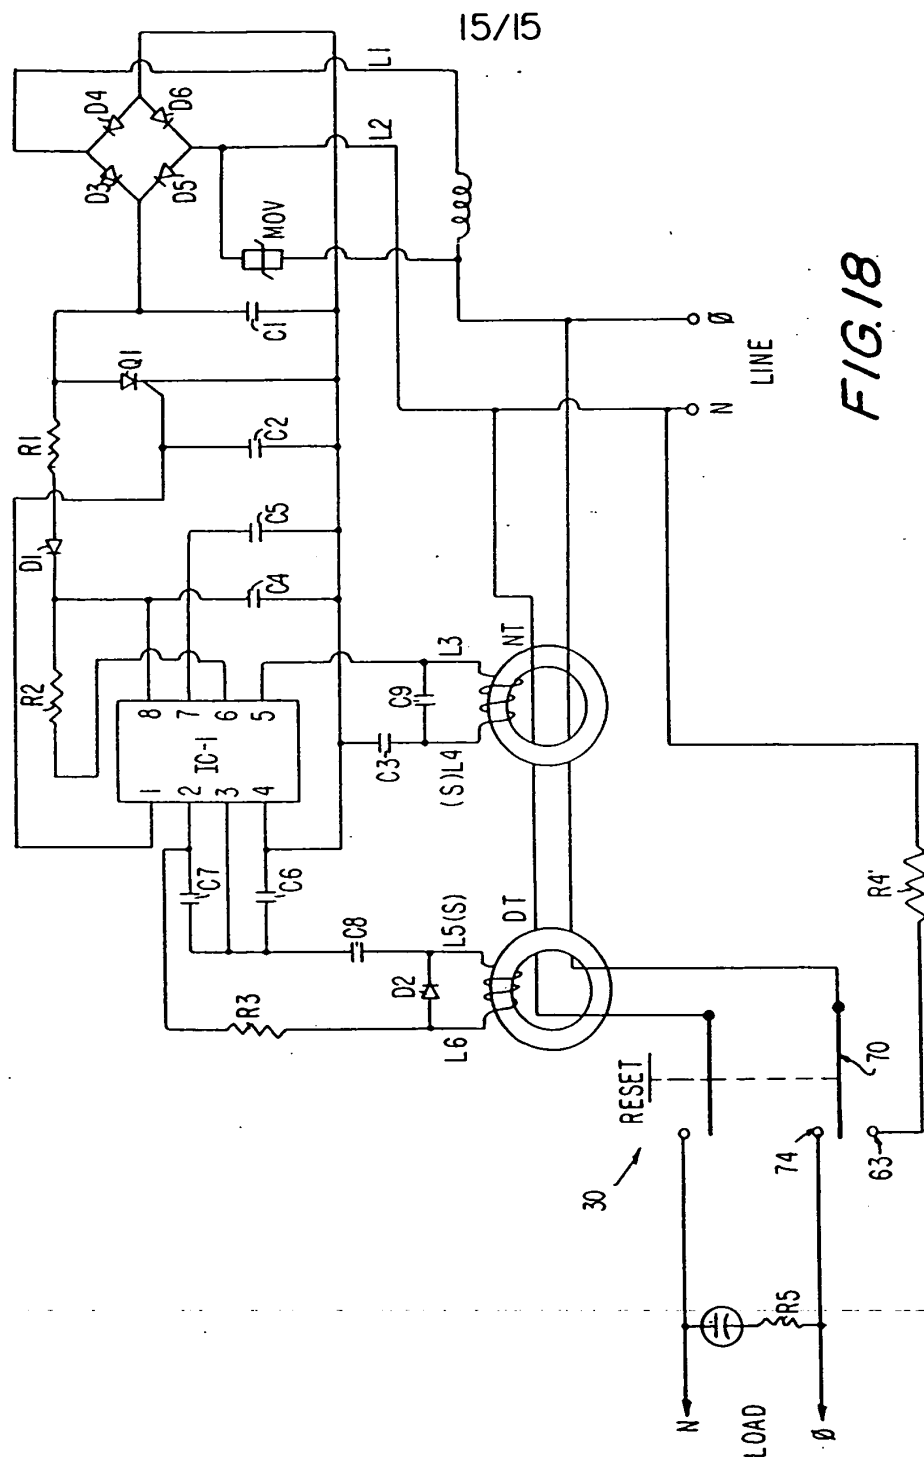 15/15
L1
L2
D4
D6
D3
D5
MOV
C1
Q1
R1
C2
D1
C5
C4
R2
IC-1
8
7
6
5
1
2
3
4
C7
C6
C9
L3
NT
C3
(S)L4
R3
C8
D2
L5(S)
L6
DT
Ø
LINE
N
FIG.18
R4'
RESET
70
74
63
30
R5
N
LOAD
Ø